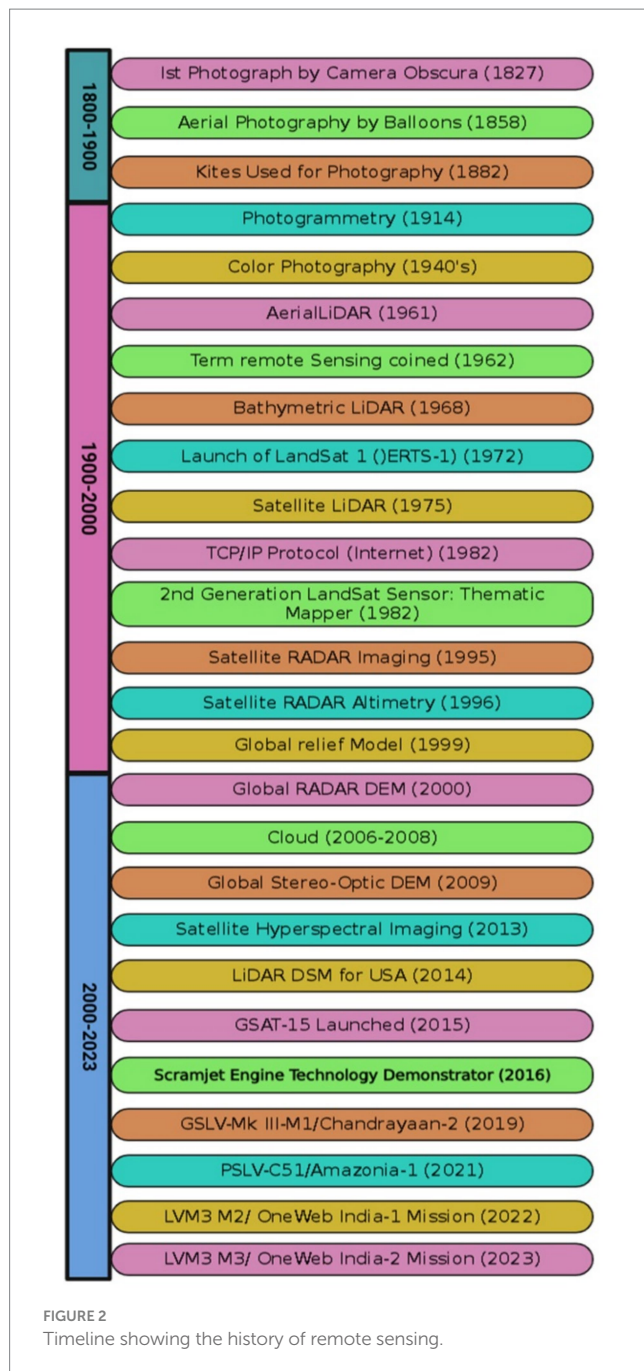 1800-1900
Ist Photograph by Camera Obscura (1827)
Aerial Photography by Balloons (1858)
Kites Used for Photography (1882)
1900-2000
Photogrammetry (1914)
Color Photography (1940's)
AerialLiDAR (1961)
Term remote Sensing coined (1962)
Bathymetric LiDAR (1968)
Launch of LandSat 1 ()ERTS-1) (1972)
Satellite LiDAR (1975)
TCP/IP Protocol (Internet) (1982)
2nd Generation LandSat Sensor: Thematic
Mapper (1982)
Satellite RADAR Imaging (1995)
Satellite RADAR Altimetry (1996)
Global relief Model (1999)
2000-2023
Global RADAR DEM (2000)
Cloud (2006-2008)
Global Stereo-Optic DEM (2009)
Satellite Hyperspectral Imaging (2013)
LiDAR DSM for USA (2014)
GSAT-15 Launched (2015)
Scramjet Engine Technology Demonstrator (2016)
GSLV-Mk III-M1/Chandrayaan-2 (2019)
PSLV-C51/Amazonia-1 (2021)
LVM3 M2/ OneWeb India-1 Mission (2022)
LVM3 M3/ OneWeb India-2 Mission (2023)
FIGURE 2
Timeline showing the history of remote sensing.